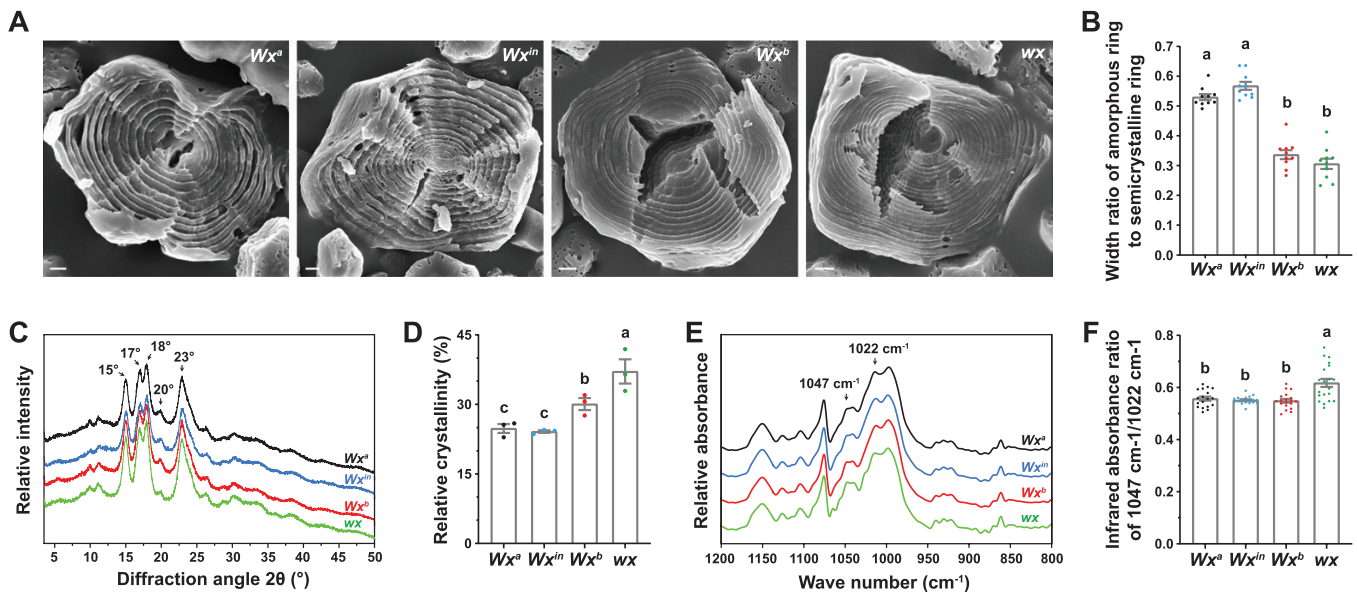 A
Wxᵃ
Wxⁱⁿ
Wxᵇ
wx
B
Width ratio of amorphous ring
to semicrystalline ring
0.7
0.6
0.5
0.4
0.3
0.2
0.1
0.0
a
a
b
b
Wxᵃ
Wxⁱⁿ
Wxᵇ
wx
C
Relative intensity
15°
17°
18°
20°
23°
Wxᵃ
Wxⁱⁿ
Wxᵇ
wx
5 10 15 20 25 30 35 40 45 50
Diffraction angle 2θ (°)
D
Relative crystallinity (%)
45
30
15
0
c
c
b
a
Wxᵃ
Wxⁱⁿ
Wxᵇ
wx
E
Relative absorbance
1047 cm⁻¹
1022 cm⁻¹
Wxᵃ
Wxⁱⁿ
Wxᵇ
wx
1200 1150 1100 1050 1000 950 900 850 800
Wave number (cm⁻¹)
F
Infrared absorbance ratio
of 1047 cm-1/1022 cm-1
0.8
0.6
0.4
0.2
0.0
b
b
b
a
Wxᵃ
Wxⁱⁿ
Wxᵇ
wx